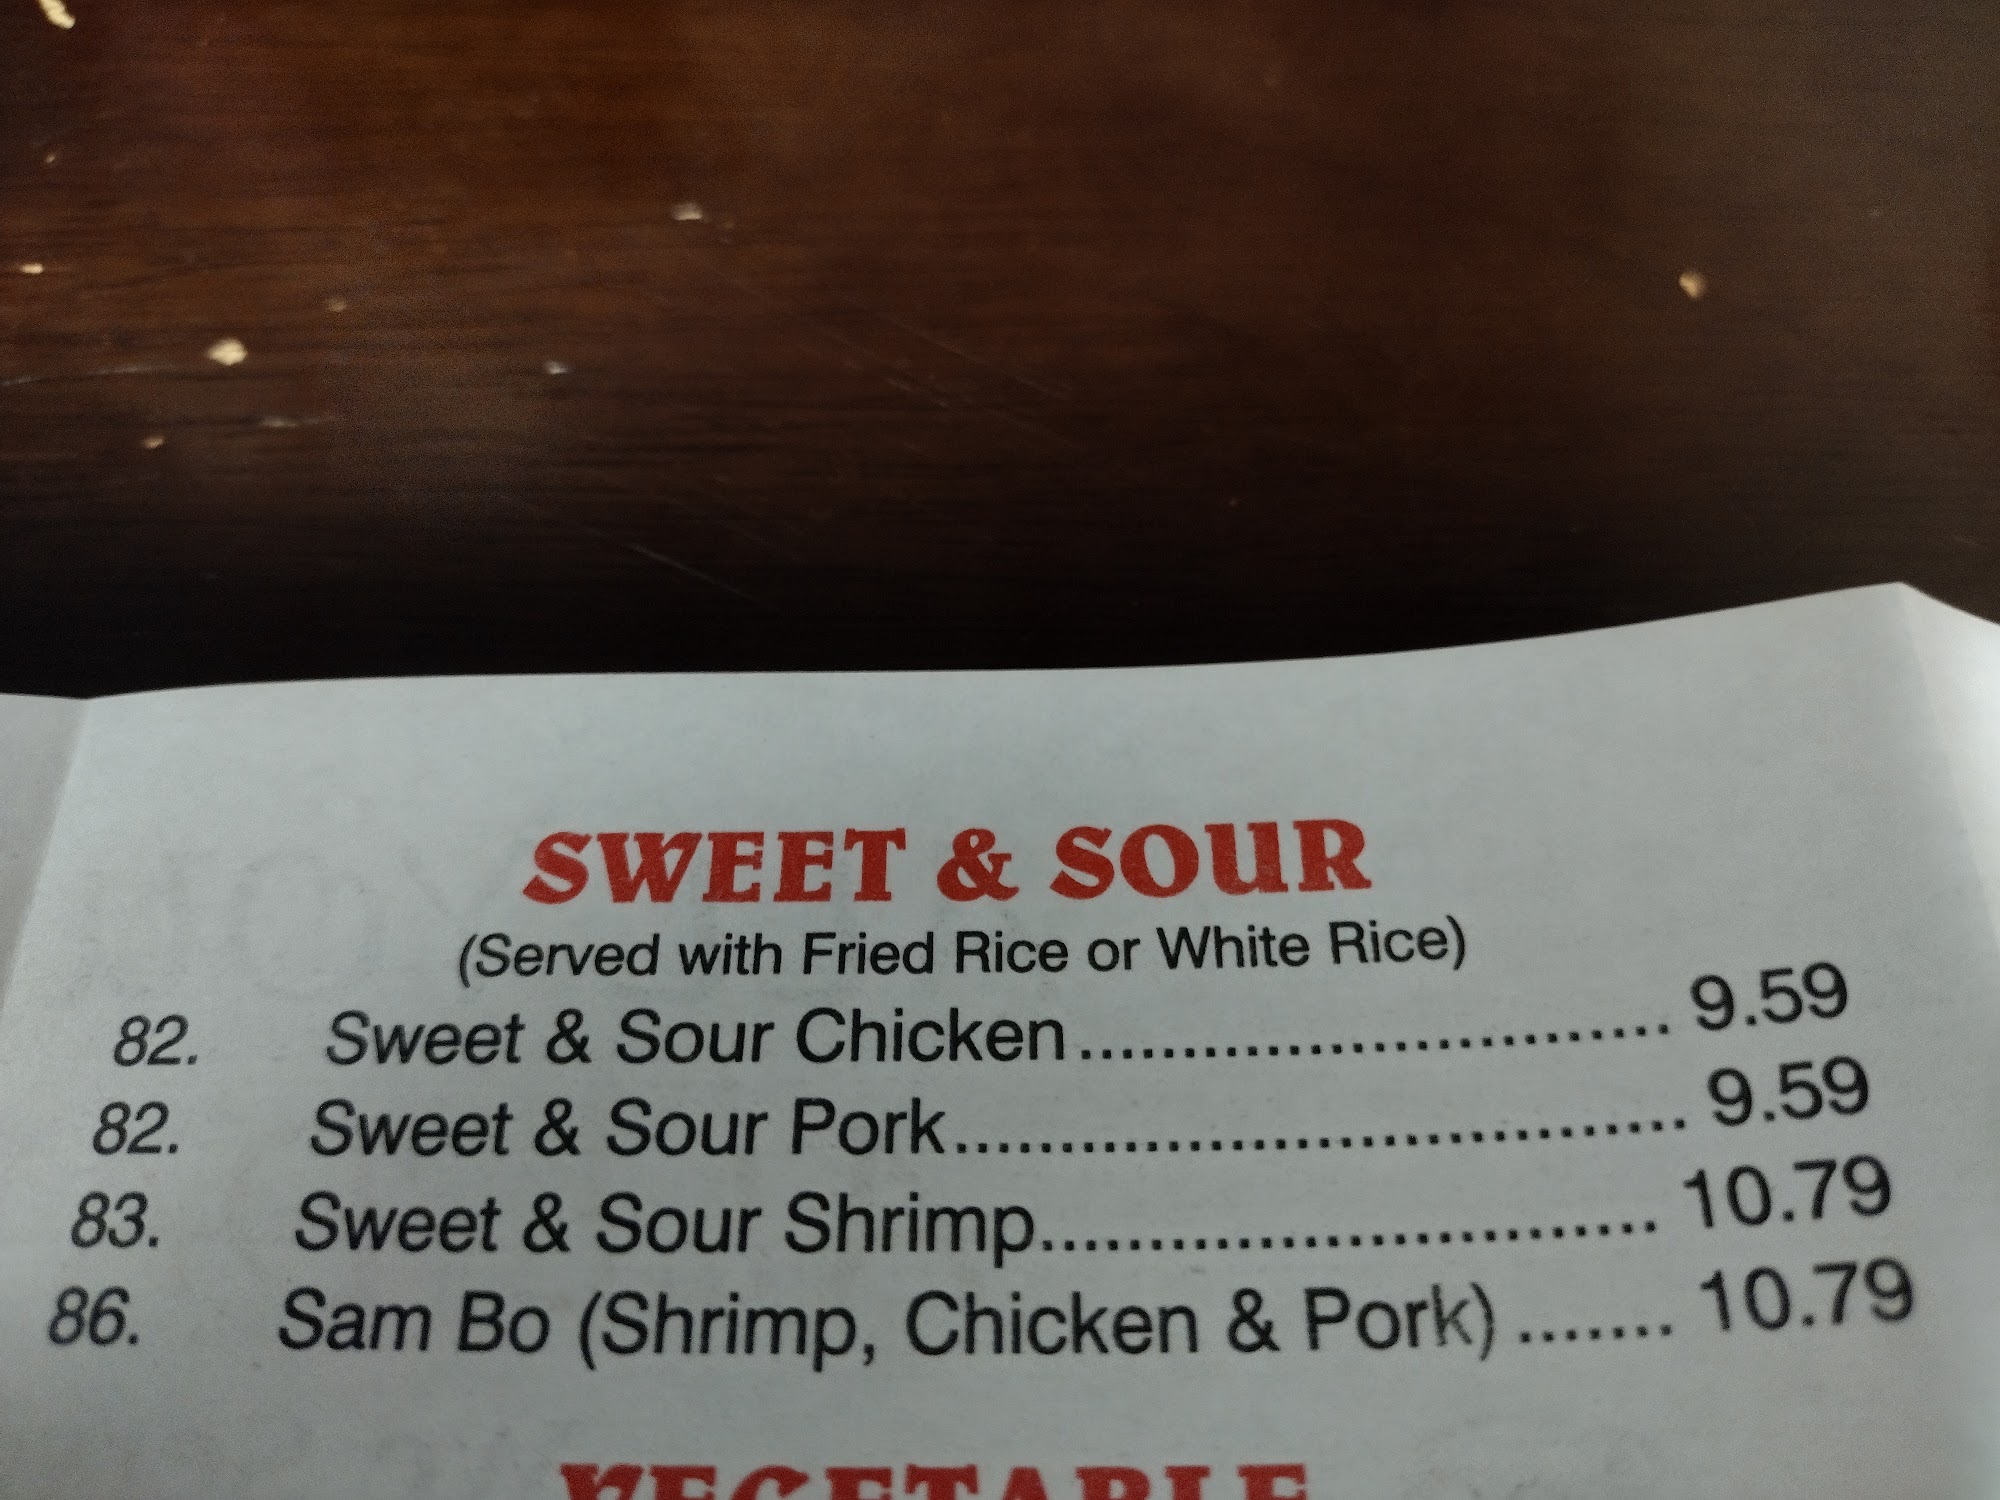 SWEET & SOUR
(Served with Fried Rice or White Rice)
82. Sweet & Sour Chicken............................ 9.59
82. Sweet & Sour Pork................................... 9.59
83. Sweet & Sour Shrimp............................. 10.79
86. Sam Bo (Shrimp, Chicken & Pork) ....... 10.79
VEGETABLE